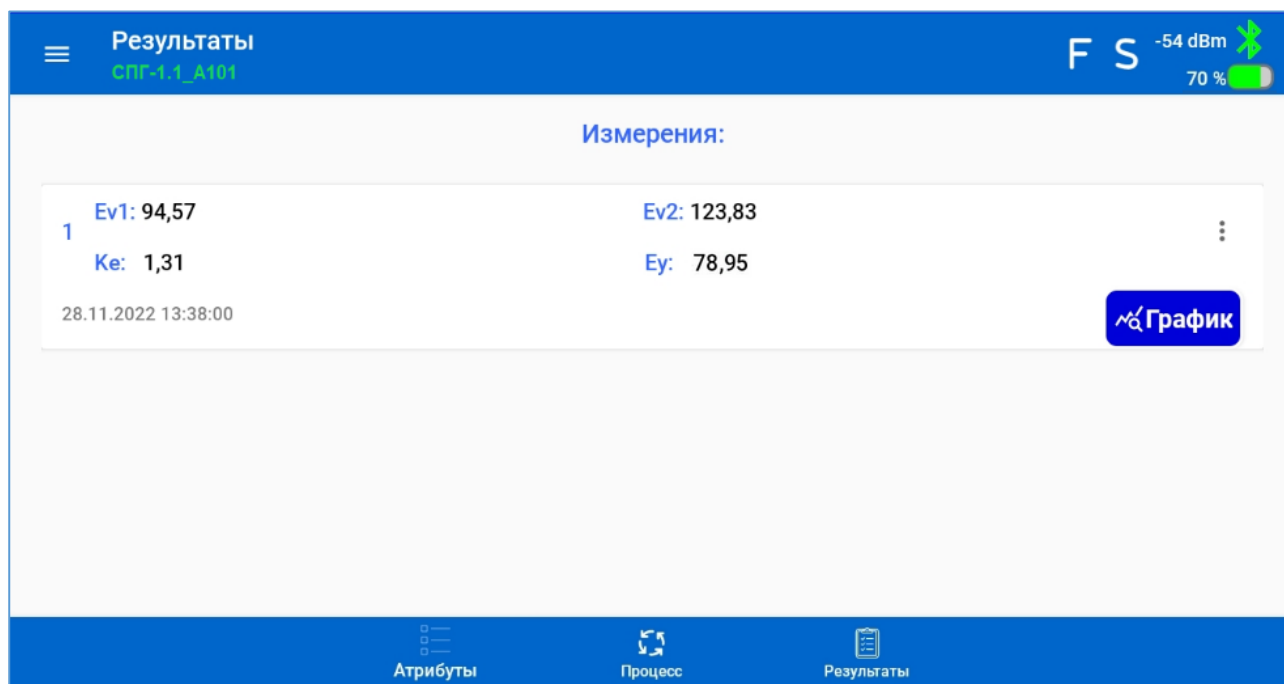 Результаты
СПГ-1.1_A101
F S
-54 dBm
70 %
Измерения:
1
Ev1: 94,57
Ev2: 123,83
Ke: 1,31
Ey: 78,95
28.11.2022 13:38:00
График
Атрибуты
Процесс
Результаты